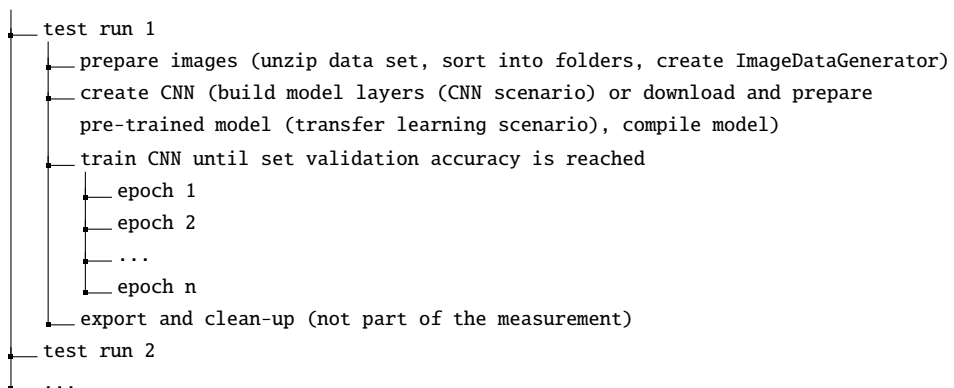 test run 1
prepare images (unzip data set, sort into folders, create ImageDataGenerator)
create CNN (build model layers (CNN scenario) or download and prepare
pre-trained model (transfer learning scenario), compile model)
train CNN until set validation accuracy is reached
epoch 1
epoch 2
...
epoch n
export and clean-up (not part of the measurement)
test run 2
...